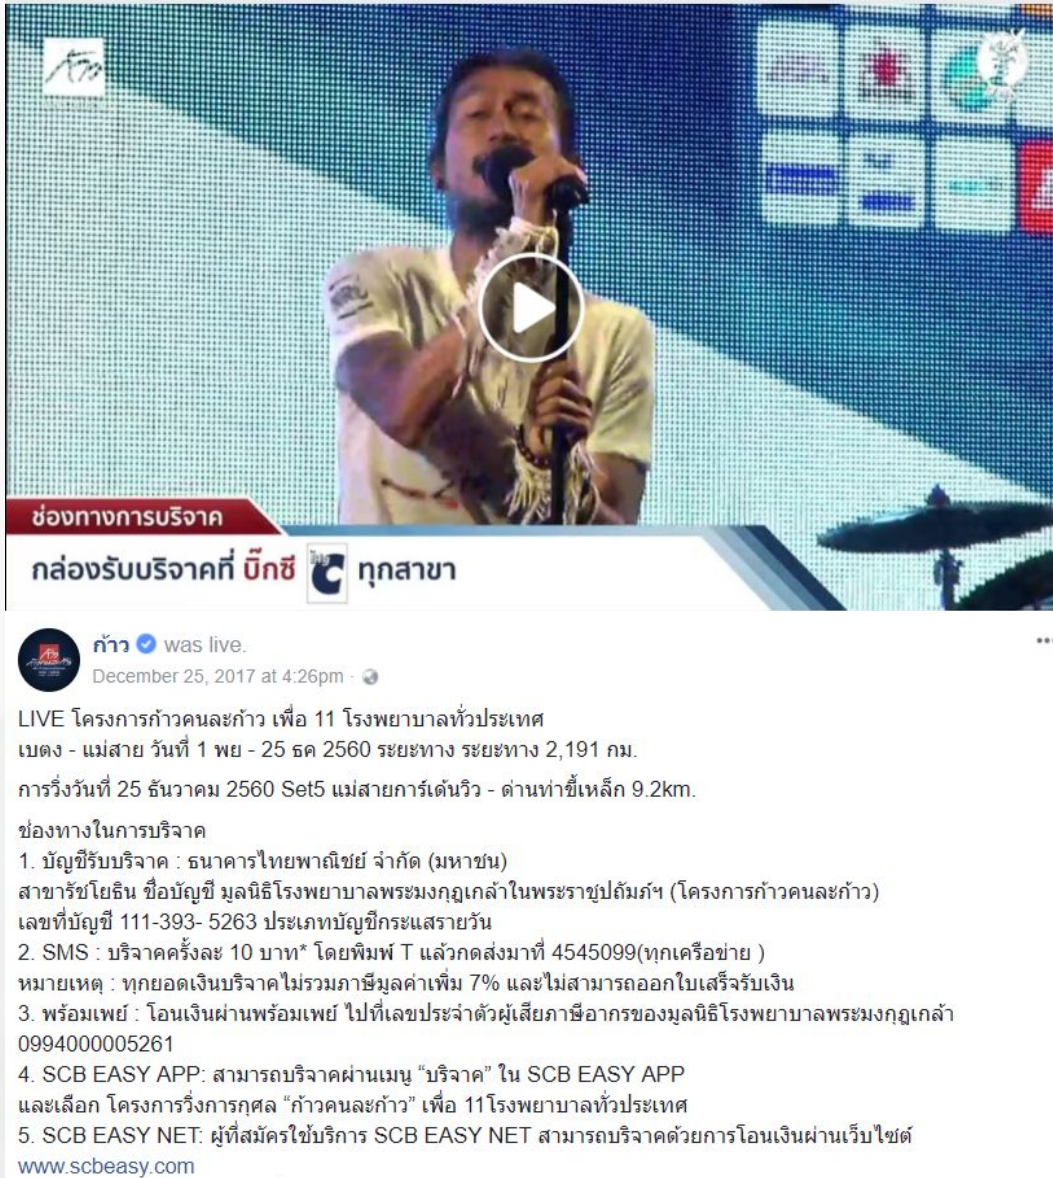 ก้าว
ช่องทางการบริจาค
กล่องรับบริจาคที่ บิ๊กซี Big C ทุกสาขา
ก้าว was live.
December 25, 2017 at 4:26pm ·
LIVE โครงการก้าวคนละก้าว เพื่อ 11 โรงพยาบาลทั่วประเทศ
เบตง - แม่สาย วันที่ 1 พย - 25 ธค 2560 ระยะทาง ระยะทาง 2,191 กม.
การวิ่งวันที่ 25 ธันวาคม 2560 Set5 แม่สายการ์เด้นวิว - ด่านท่าขี้เหล็ก 9.2km.
ช่องทางในการบริจาค
1. บัญชีรับบริจาค : ธนาคารไทยพาณิชย์ จำกัด (มหาชน)
สาขารัชโยธิน ชื่อบัญชี มูลนิธิโรงพยาบาลพระมงกุฎเกล้าในพระราชูปถัมภ์ฯ (โครงการก้าวคนละก้าว)
เลขที่บัญชี 111-393- 5263 ประเภทบัญชีกระแสรายวัน
2. SMS : บริจาคครั้งละ 10 บาท* โดยพิมพ์ T แล้วกดส่งมาที่ 4545099(ทุกเครือข่าย )
หมายเหตุ : ทุกยอดเงินบริจาคไม่รวมภาษีมูลค่าเพิ่ม 7% และไม่สามารถออกใบเสร็จรับเงิน
3. พร้อมเพย์ : โอนเงินผ่านพร้อมเพย์ ไปที่เลขประจำตัวผู้เสียภาษีอากรของมูลนิธิโรงพยาบาลพระมงกุฎเกล้า
0994000005261
4. SCB EASY APP: สามารถบริจาคผ่านเมนู “บริจาค” ใน SCB EASY APP
และเลือก โครงการวิ่งการกุศล “ก้าวคนละก้าว” เพื่อ 11โรงพยาบาลทั่วประเทศ
5. SCB EASY NET: ผู้ที่สมัครใช้บริการ SCB EASY NET สามารถบริจาคด้วยการโอนเงินผ่านเว็บไซต์
www.scbeasy.com